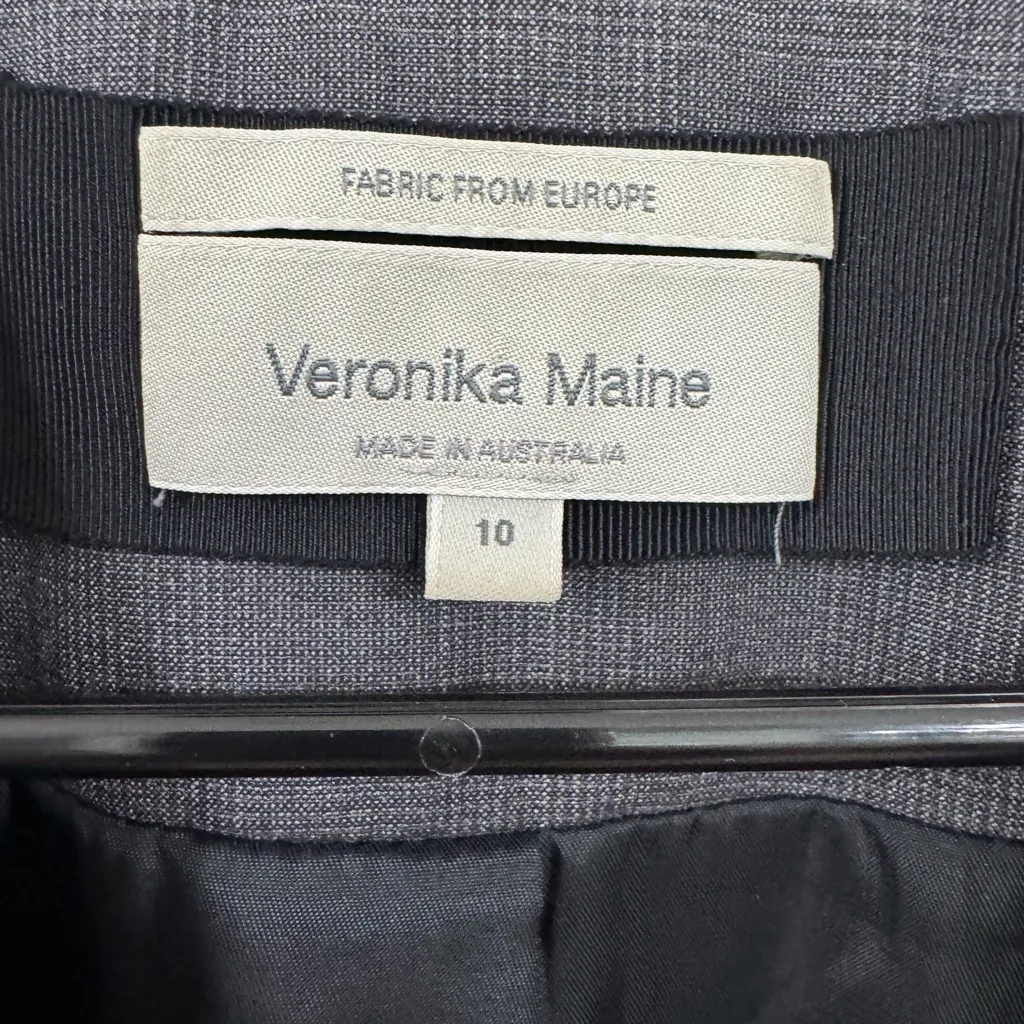 FABRIC FROM EUROPE
Veronika Maine
MADE IN AUSTRALIA
10